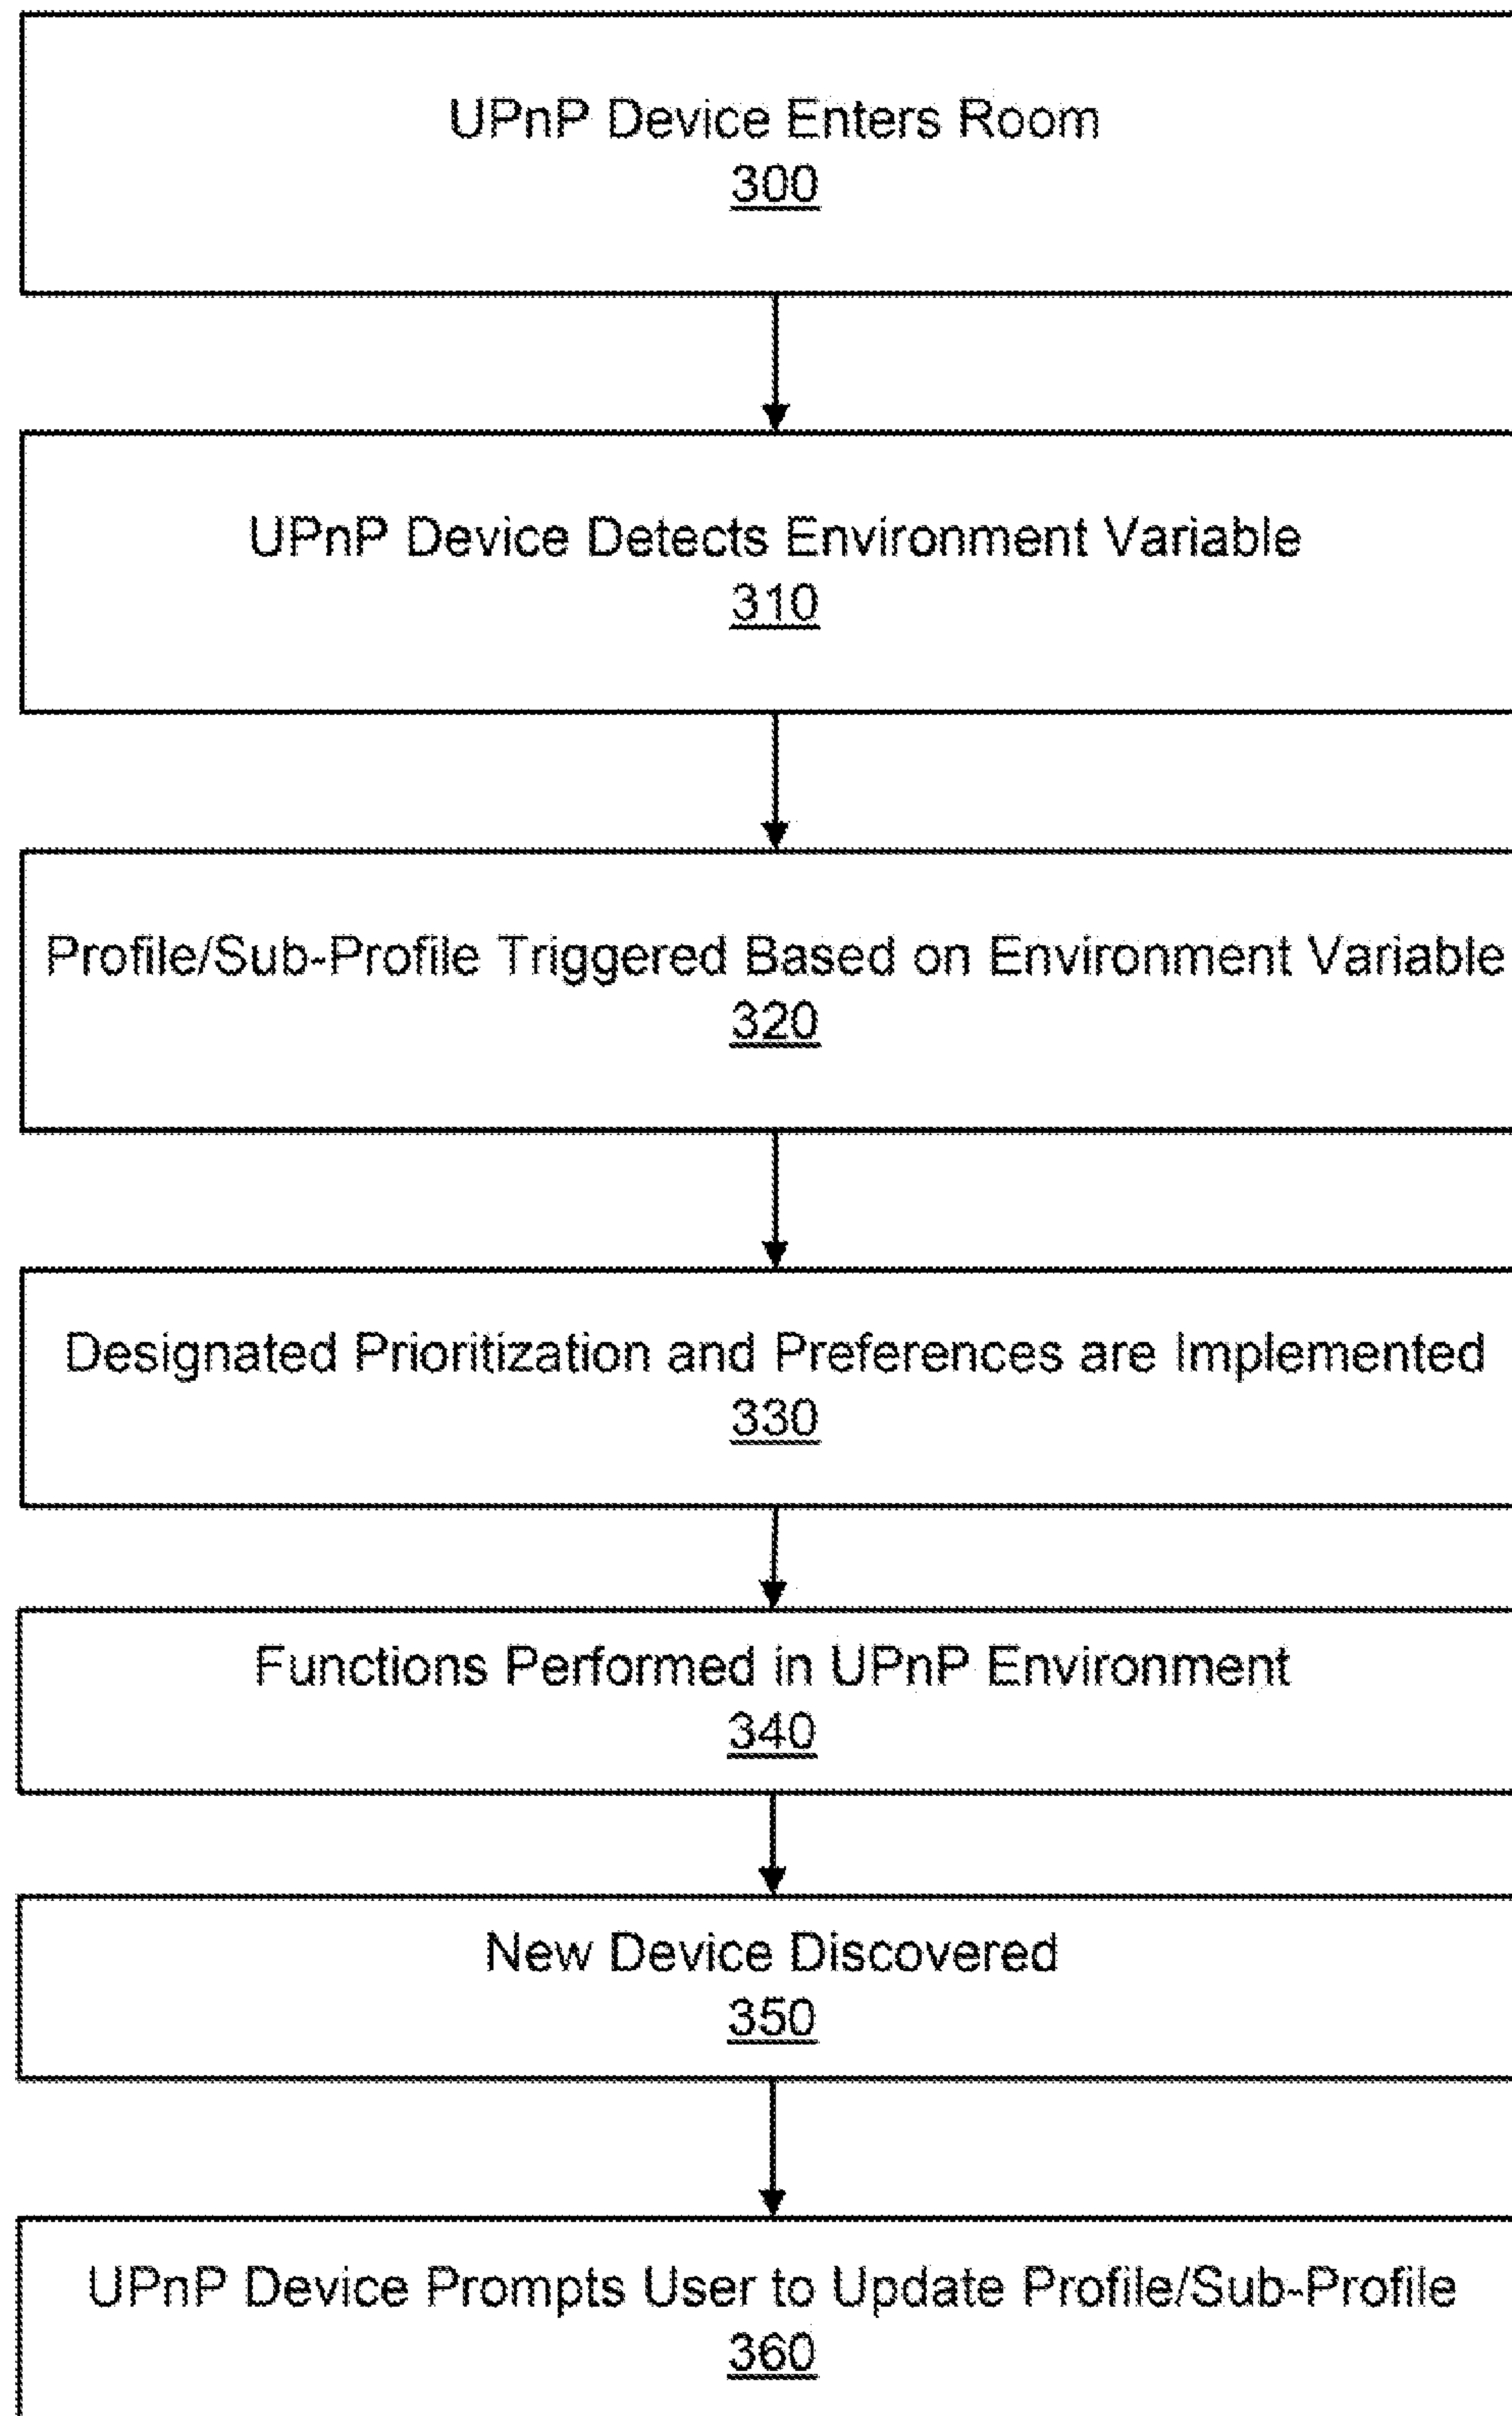 UPnP Device Enters Room
300
UPnP Device Detects Environment Variable
310
Profile/Sub-Profile Triggered Based on Environment Variable
320
Designated Prioritization and Preferences are Implemented
330
Functions Performed in UPnP Environment
340
New Device Discovered
350
UPnP Device Prompts User to Update Profile/Sub-Profile
360